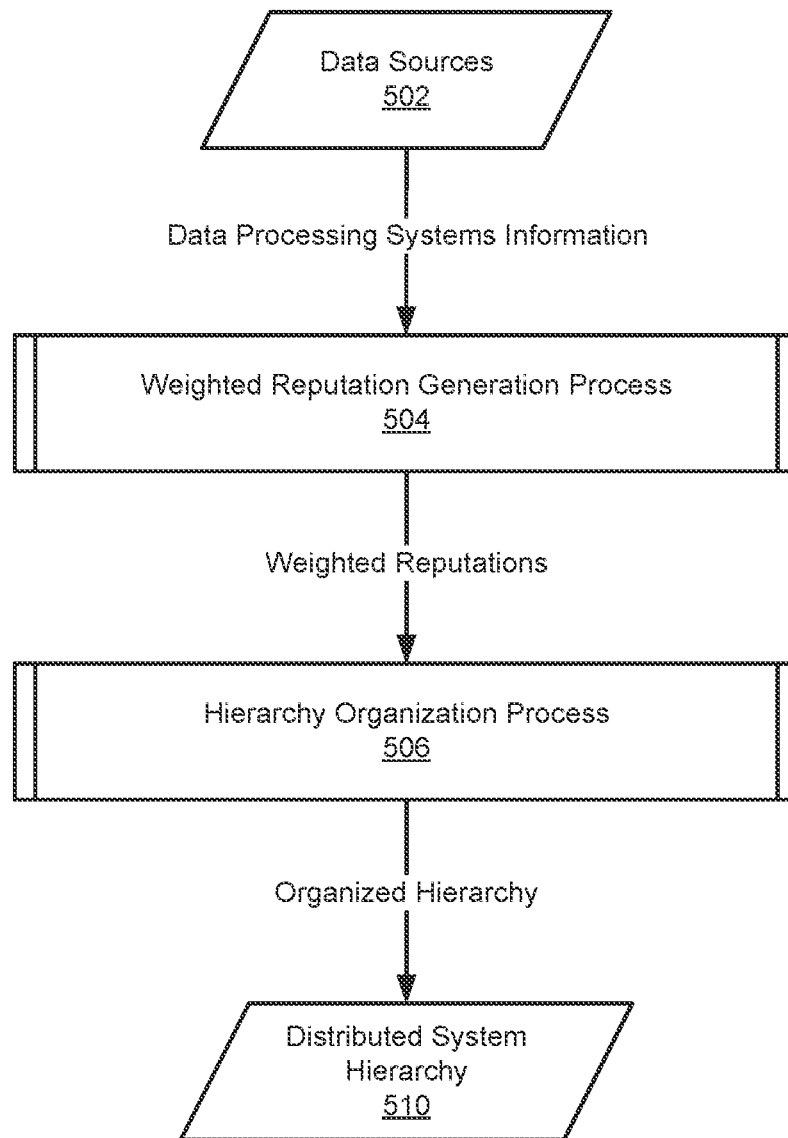 Data Sources
502
Data Processing Systems Information
Weighted Reputation Generation Process
504
Weighted Reputations
Hierarchy Organization Process
506
Organized Hierarchy
Distributed System
Hierarchy
510